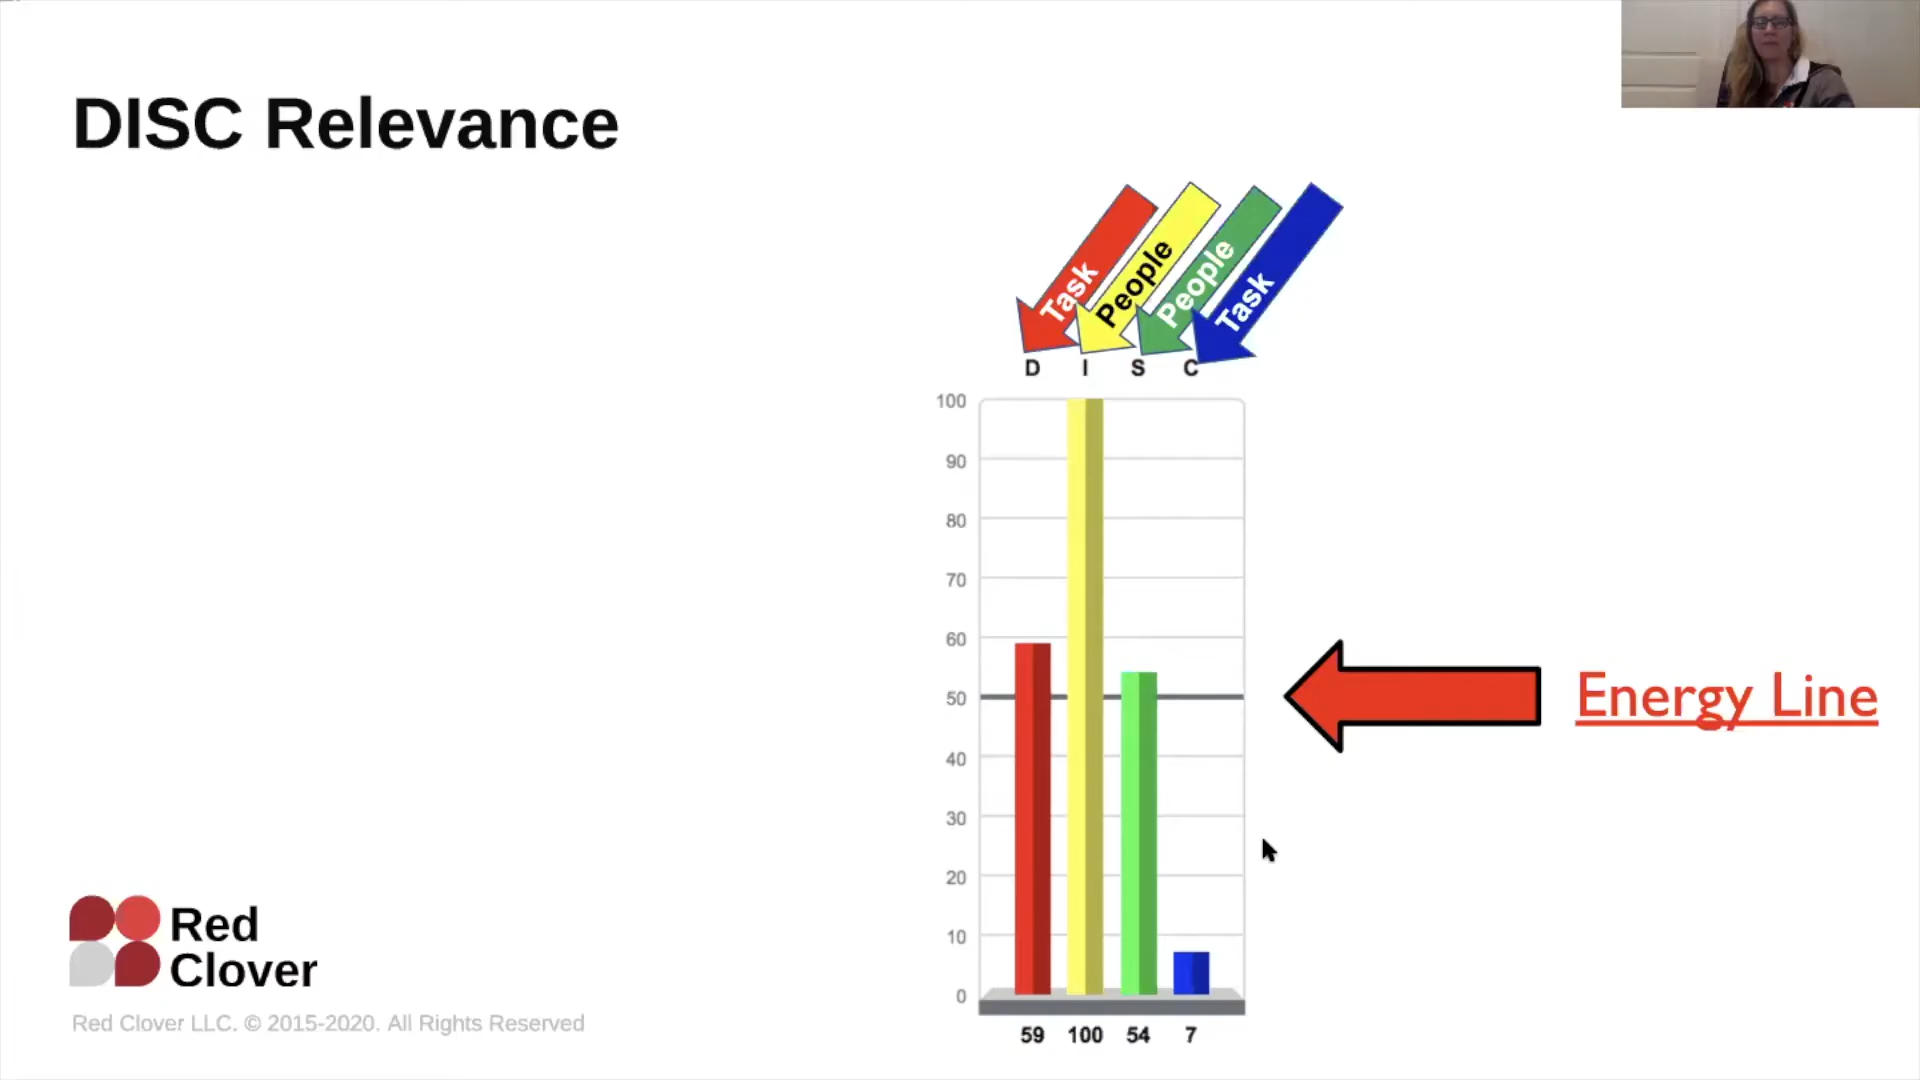 DISC Relevance
Task People People Task
D I S C
100
90
80
70
60
50
40
30
20
10
0
59 100 54 7
Energy Line
Red
Clover
Red Clover LLC. © 2015-2020. All Rights Reserved